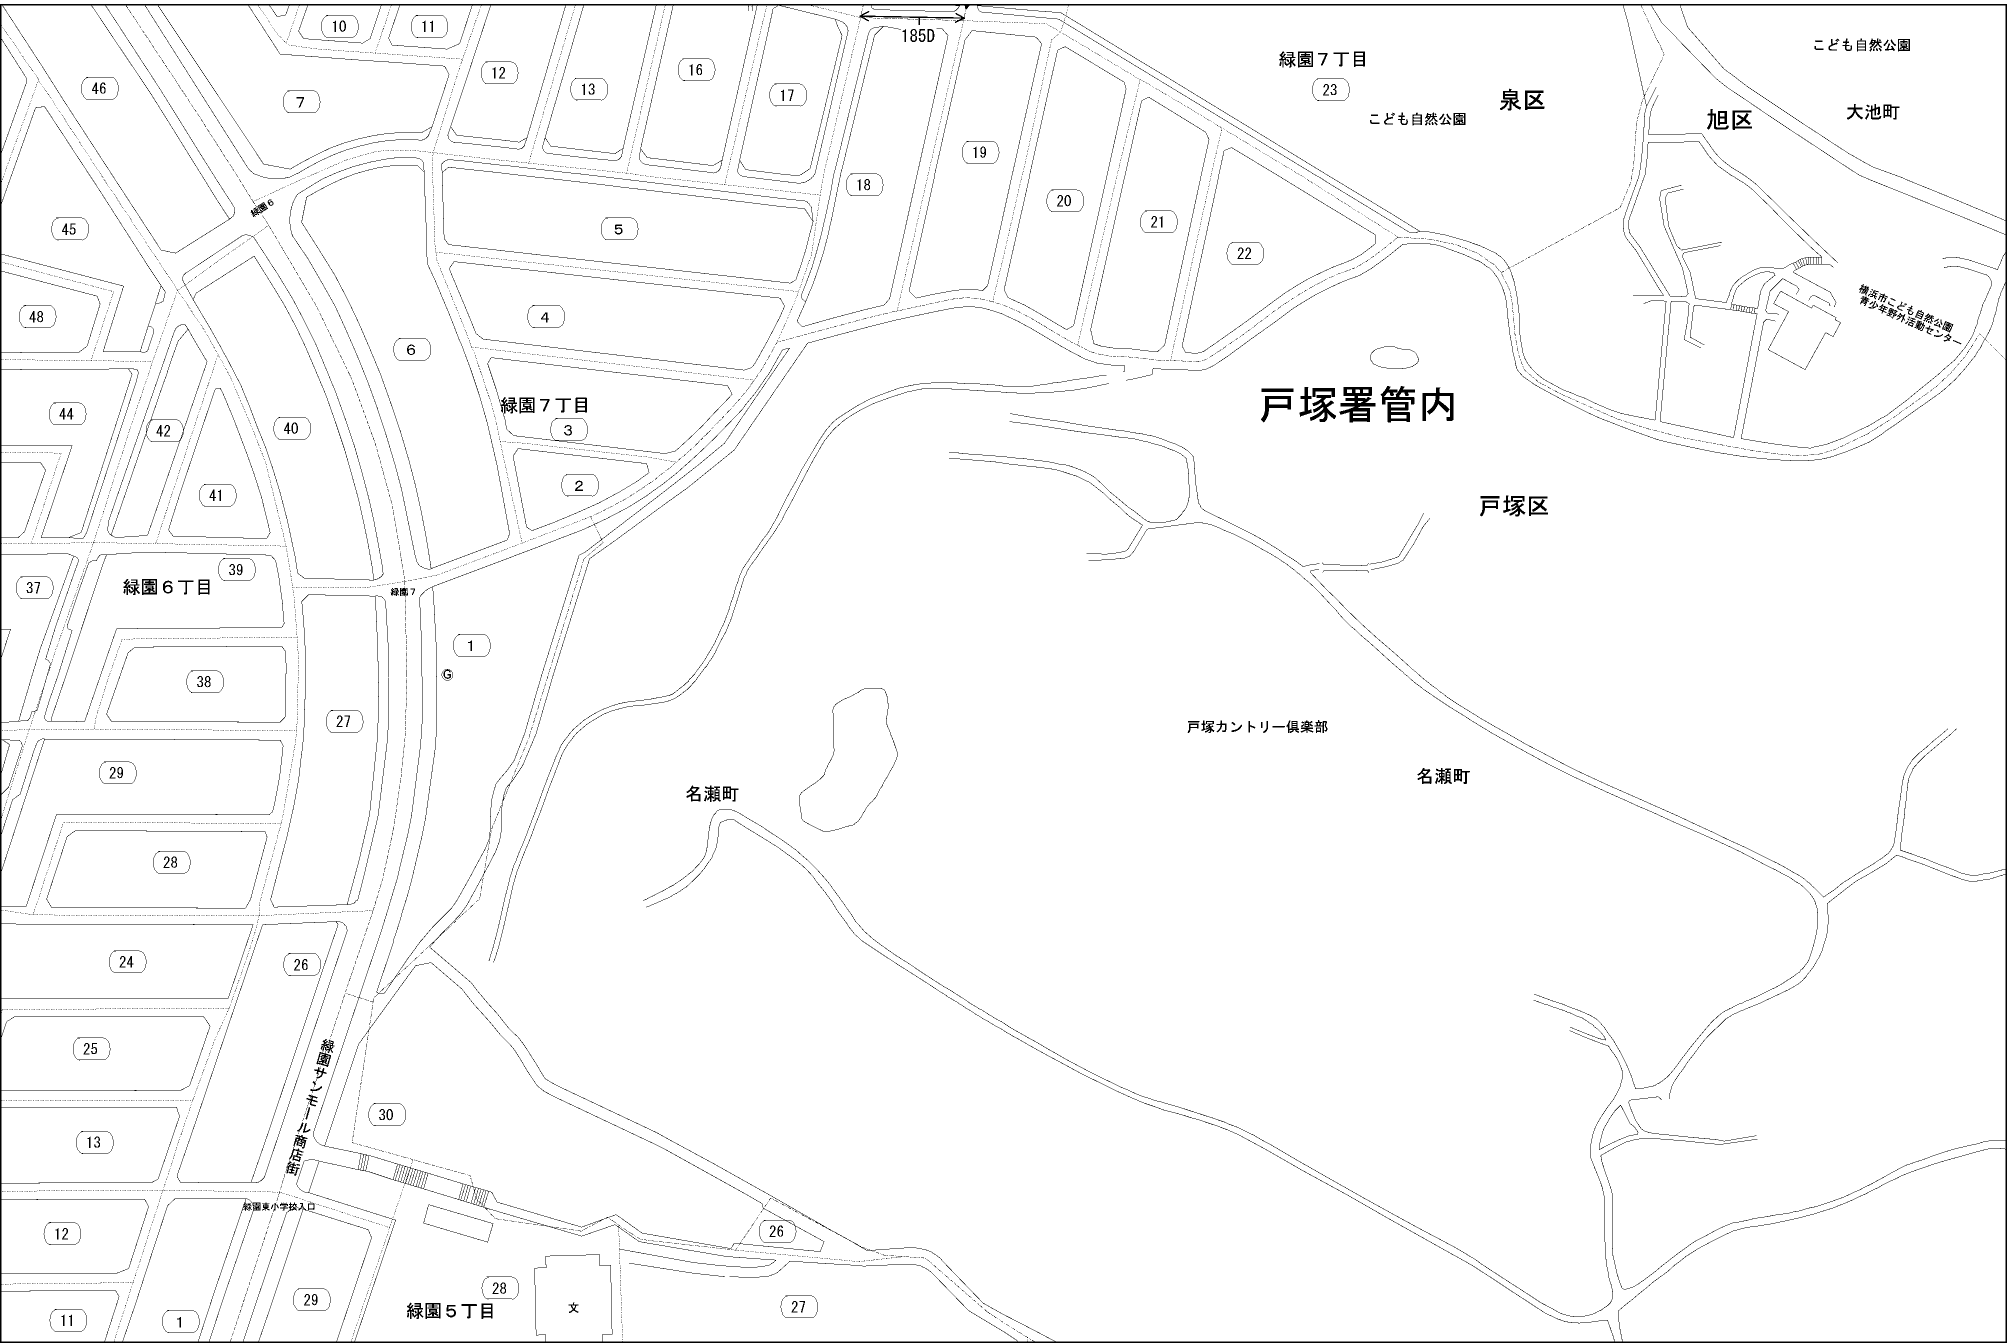 10
11
185D
緑園７丁目
23
こども自然公園
泉区
旭区
こども自然公園
大池町
46
7
12
13
16
17
18
19
20
21
22
緑園６
45
5
48
4
6
横浜市こども自然公園
青少年野外活動センター
44
42
40
緑園７丁目
3
戸塚署管内
41
2
戸塚区
37
緑園６丁目
39
緑園７
1
G
38
27
戸塚カントリー倶楽部
29
名瀬町
名瀬町
28
24
26
25
緑園サンモール商店街
30
13
緑園東小学校入口
12
26
28
文
27
11
1
29
緑園５丁目